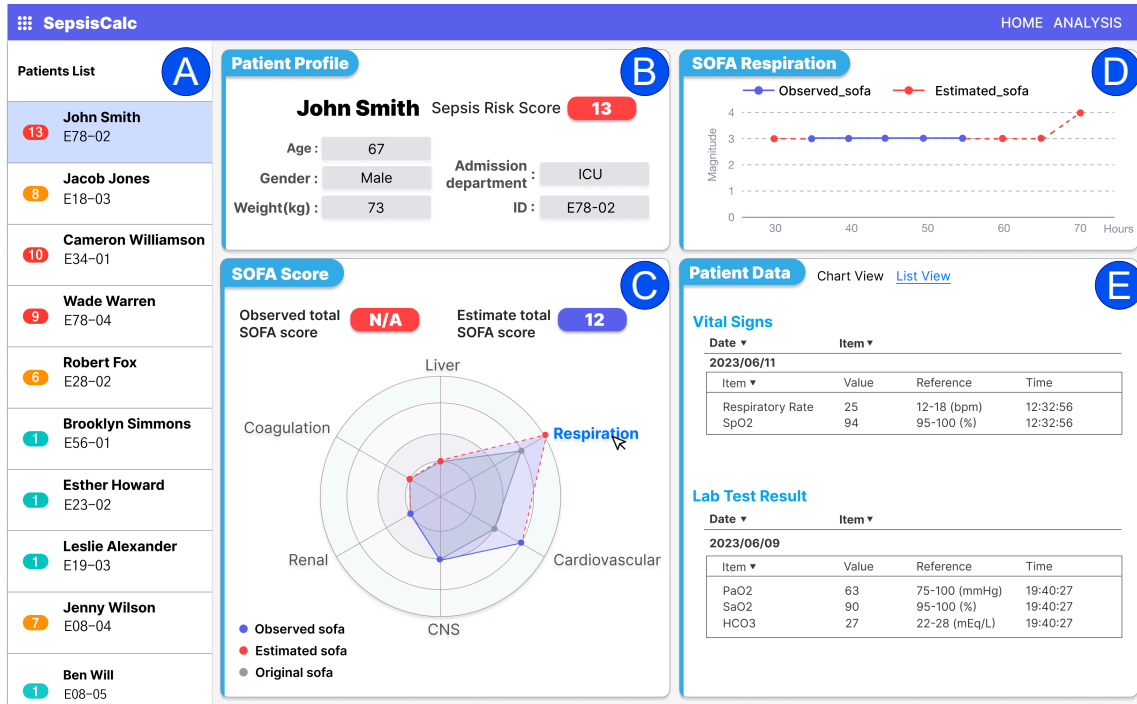 SepsisCalc
HOME ANALYSIS
Patients List
A
13
John Smith
E78-02
8
Jacob Jones
E18-03
10
Cameron Williamson
E34-01
9
Wade Warren
E78-04
6
Robert Fox
E28-02
1
Brooklyn Simmons
E56-01
1
Esther Howard
E23-02
1
Leslie Alexander
E19-03
7
Jenny Wilson
E08-04
1
Ben Will
E08-05
Patient Profile
B
John Smith Sepsis Risk Score 13
Age : 67
Gender : Male
Weight(kg) : 73
Admission
department : ICU
ID : E78-02
SOFA Score
C
Observed total
SOFA score
N/A
Estimate total
SOFA score
12
Liver
Respiration
Cardiovascular
CNS
Renal
Coagulation
Observed sofa
Estimated sofa
Original sofa
SOFA Respiration
D
Observed_sofa Estimated_sofa
Magnitude
4
3
2
1
0
30 40 50 60 70 Hours
Patient Data Chart View List View
E
Vital Signs
Date ▼ Item ▼
2023/06/11
Item ▼ Value Reference Time
Respiratory Rate 25 12-18 (bpm) 12:32:56
SpO2 94 95-100 (%) 12:32:56
Lab Test Result
Date ▼ Item ▼
2023/06/09
Item ▼ Value Reference Time
PaO2 63 75-100 (mmHg) 19:40:27
SaO2 90 95-100 (%) 19:40:27
HCO3 27 22-28 (mEq/L) 19:40:27